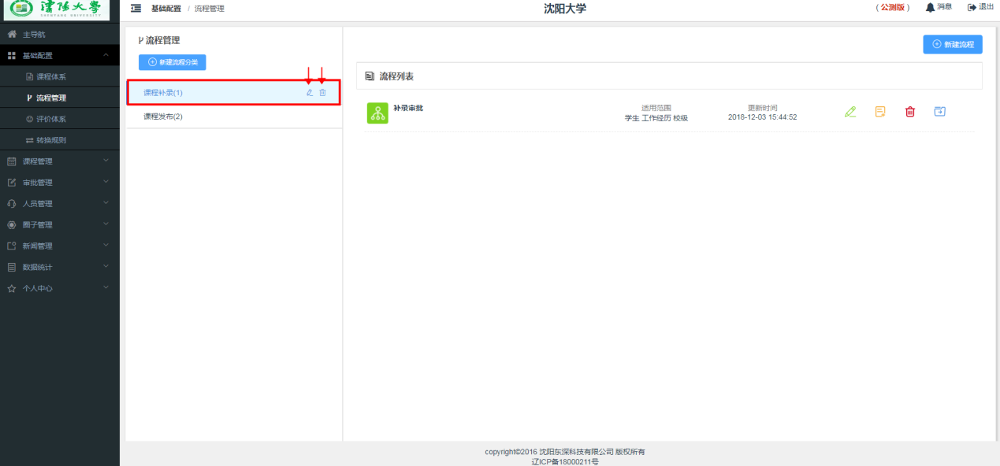 沈阳大学
SHENYANG UNIVERSITY
基础配置 / 流程管理
沈阳大学
(公测版)
消息
退出
主导航
基础配置
课程体系
流程管理
评价体系
转换规则
课程管理
审批管理
人员管理
圈子管理
新闻管理
数据统计
个人中心
流程管理
新建流程分类
课程补录(1)
课程发布(2)
新建流程
流程列表
补录审批
适用范围
学生 工作经历 校级
更新时间
2018-12-03 15:44:52
copyright©2016 沈阳东深科技有限公司 版权所有
辽ICP备18000211号